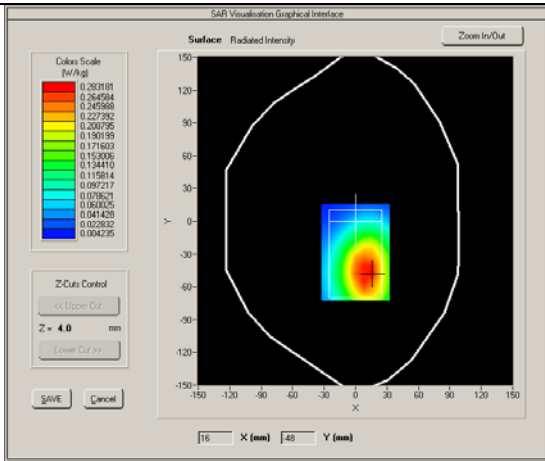 SAR Visualisation Graphical Interface
Surface Radiated Intensity
Zoom In/Out
Colors Scale
(W/kg)
0.283181
0.264584
0.245988
0.227392
0.208795
0.190199
0.171603
0.153006
0.134410
0.115814
0.097217
0.078621
0.060025
0.041428
0.022832
0.004235
150-
120-
90-
60-
30-
0-
-30-
-60-
-90-
-120-
-150-
Y
-150 -120 -90 -60 -30 0 30 60 90 120 150
X
Z-Cuts Control
<< Upper Cut
Z = 4.0 mm
Lower Cut >>
SAVE Cancel
16 X (mm) -48 Y (mm)